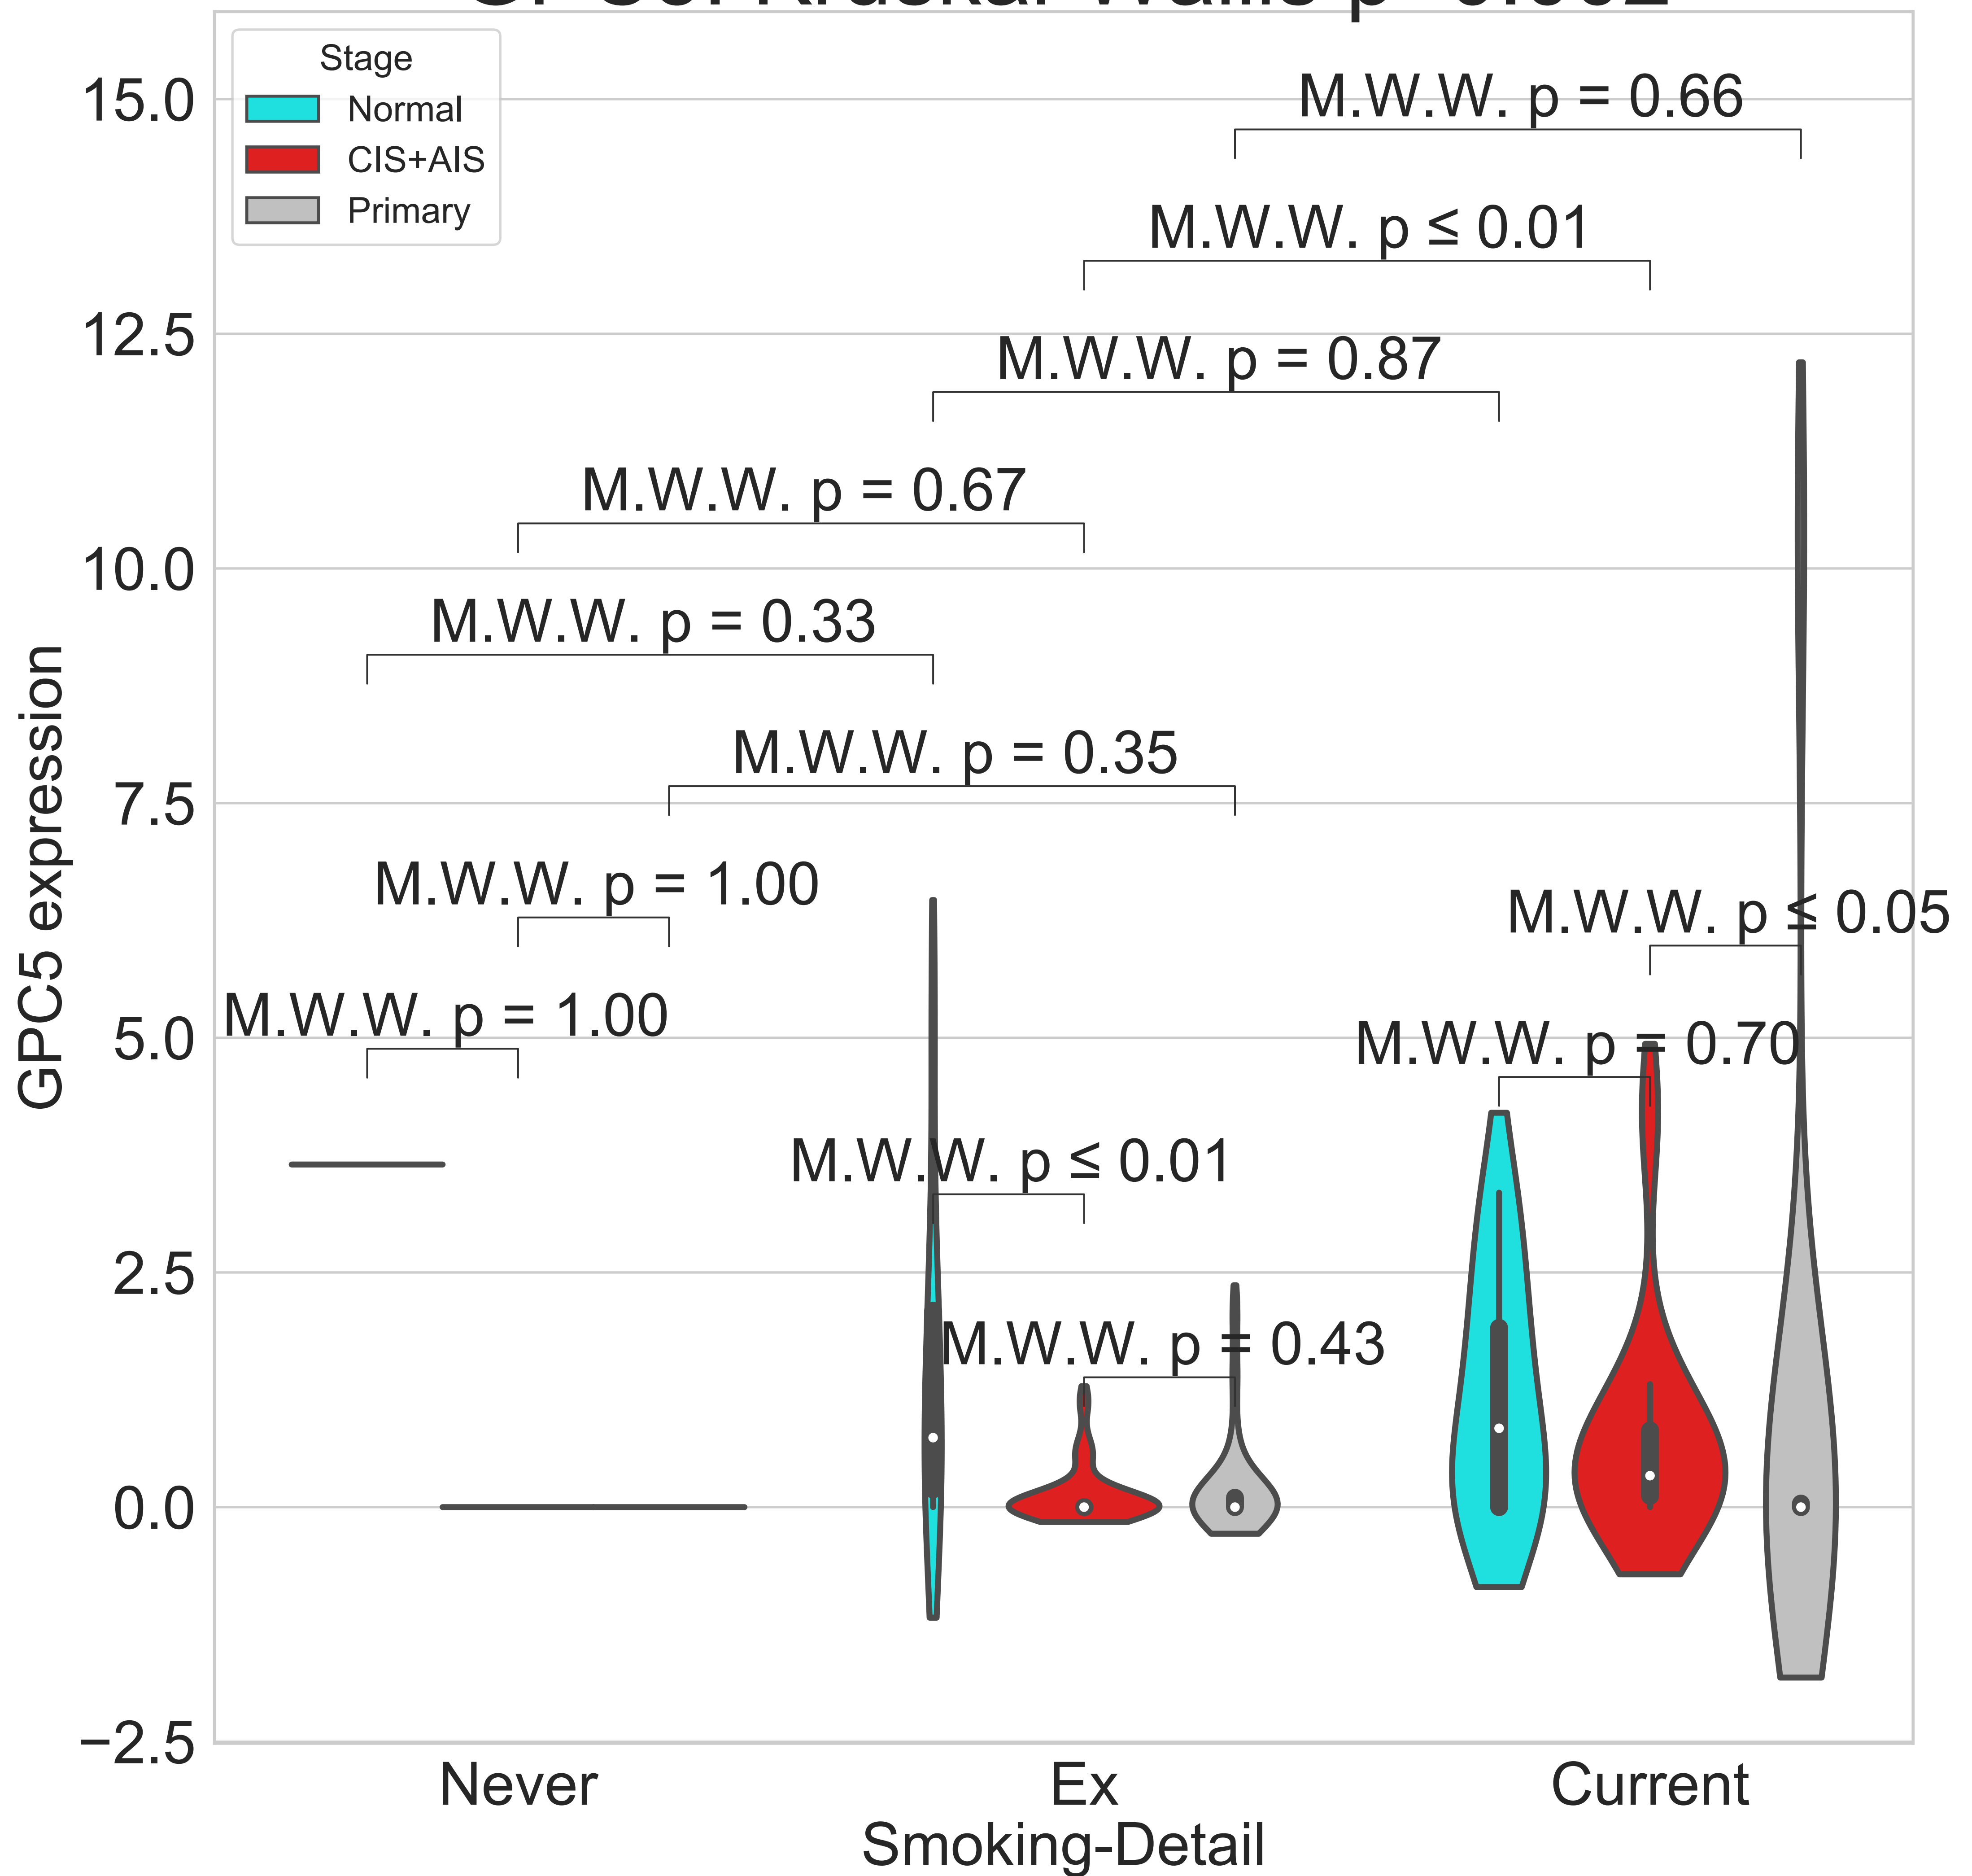 Stage
Normal
CIS+AIS
Primary
15.0
12.5
10.0
7.5
5.0
2.5
0.0
−2.5
GPC5 expression
M.W.W. p = 0.66
M.W.W. p ≤ 0.01
M.W.W. p = 0.87
M.W.W. p = 0.67
M.W.W. p = 0.33
M.W.W. p = 0.35
M.W.W. p = 1.00
M.W.W. p ≤ 0.05
M.W.W. p = 1.00
M.W.W. p = 0.70
M.W.W. p ≤ 0.01
M.W.W. p = 0.43
Never
Ex
Current
Smoking-Detail